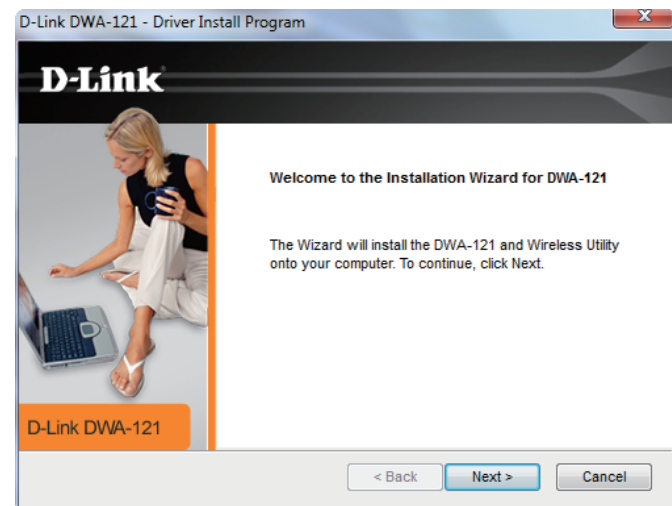 D-Link DWA-121 - Driver Install Program
D-Link
Welcome to the Installation Wizard for DWA-121
The Wizard will install the DWA-121 and Wireless Utility
onto your computer. To continue, click Next.
D-Link DWA-121
< Back
Next >
Cancel